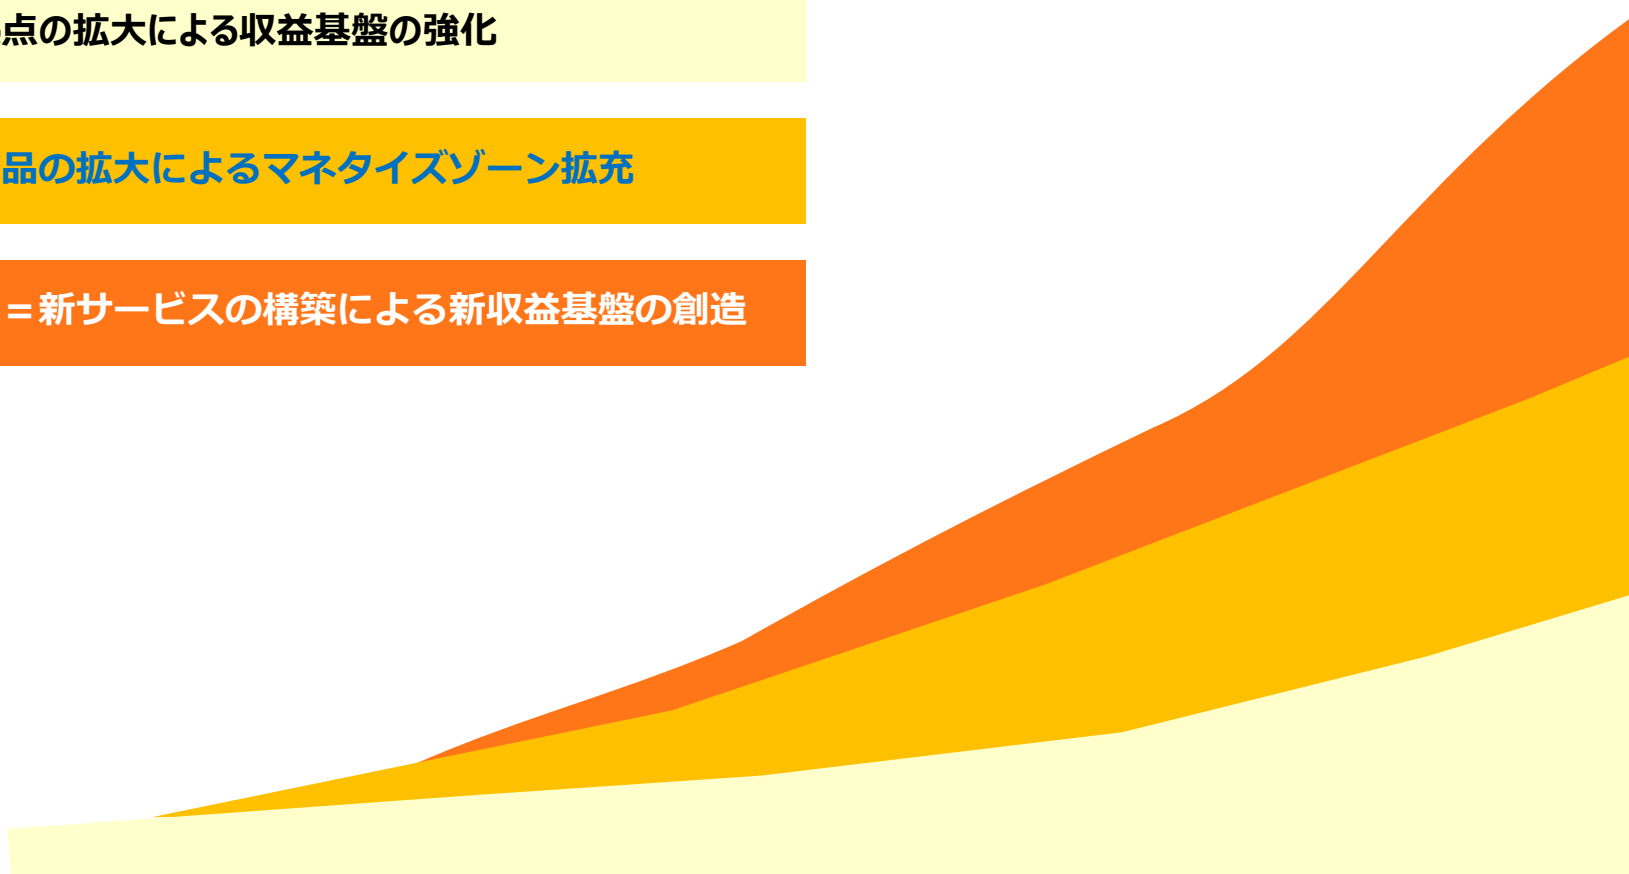 点の拡大による収益基盤の強化
品の拡大によるマネタイズゾーン拡充
＝新サービスの構築による新収益基盤の創造